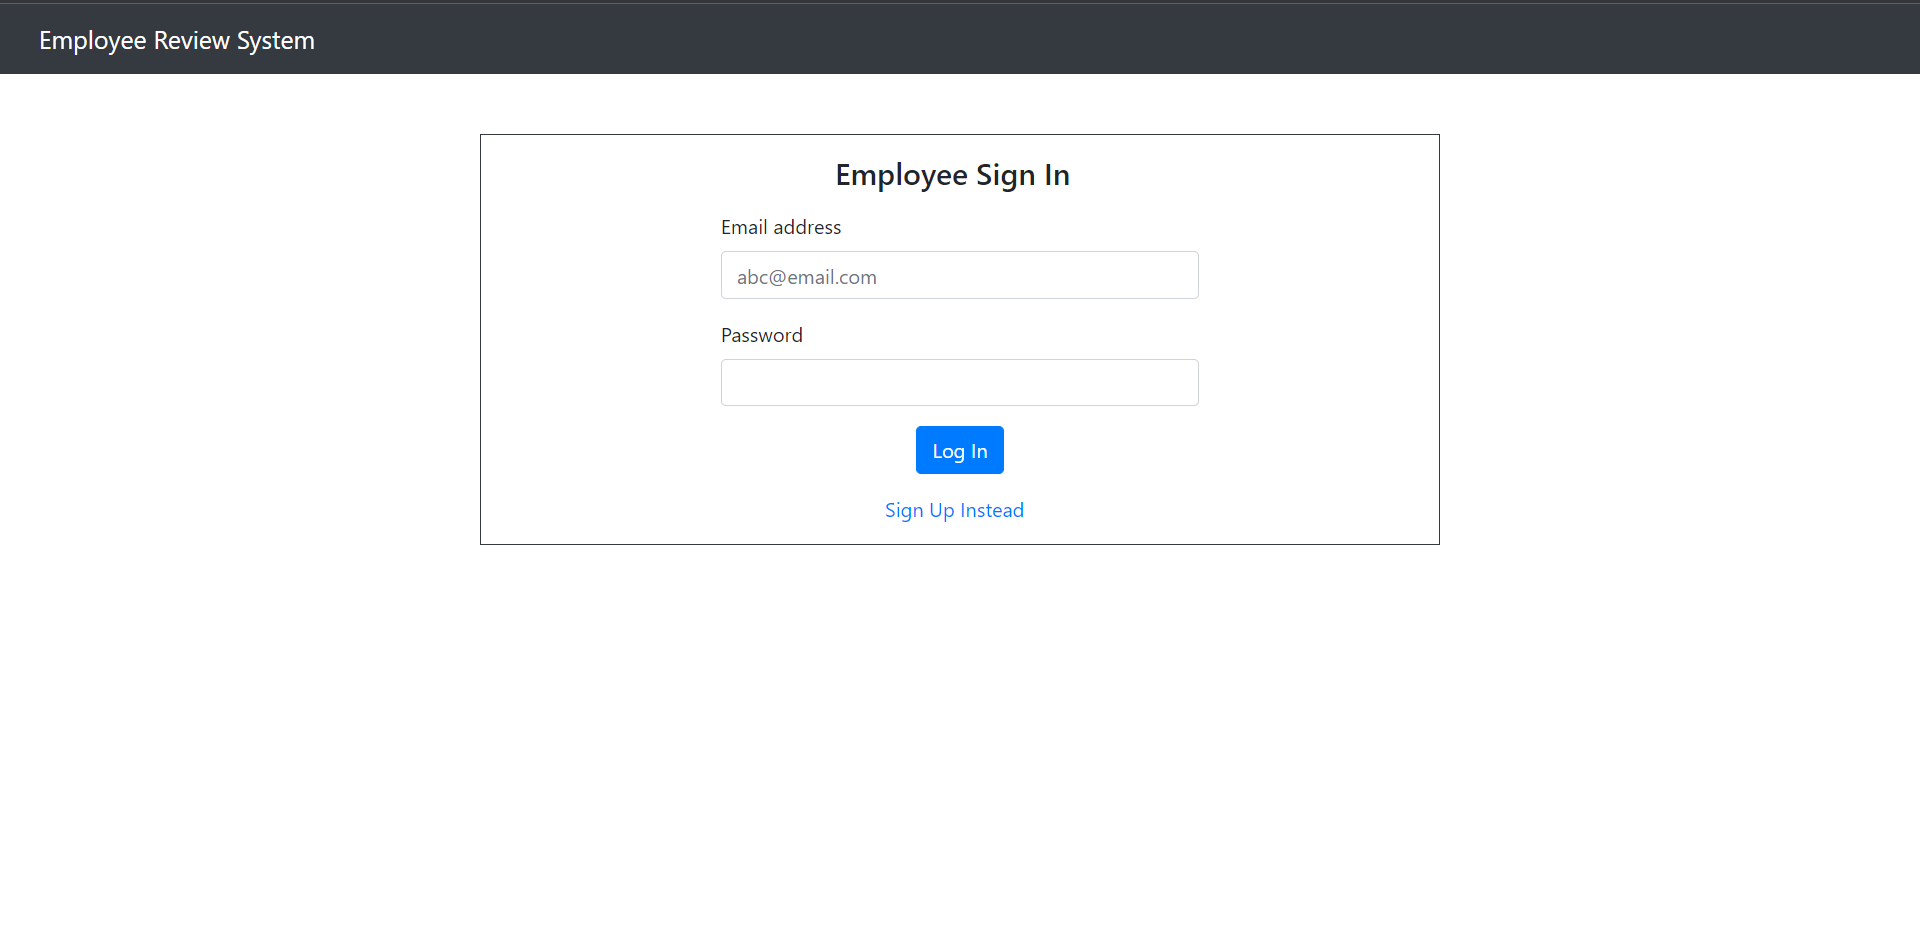 Employee Review System
Employee Sign In
Email address
abc@email.com
Password
Log In
Sign Up Instead